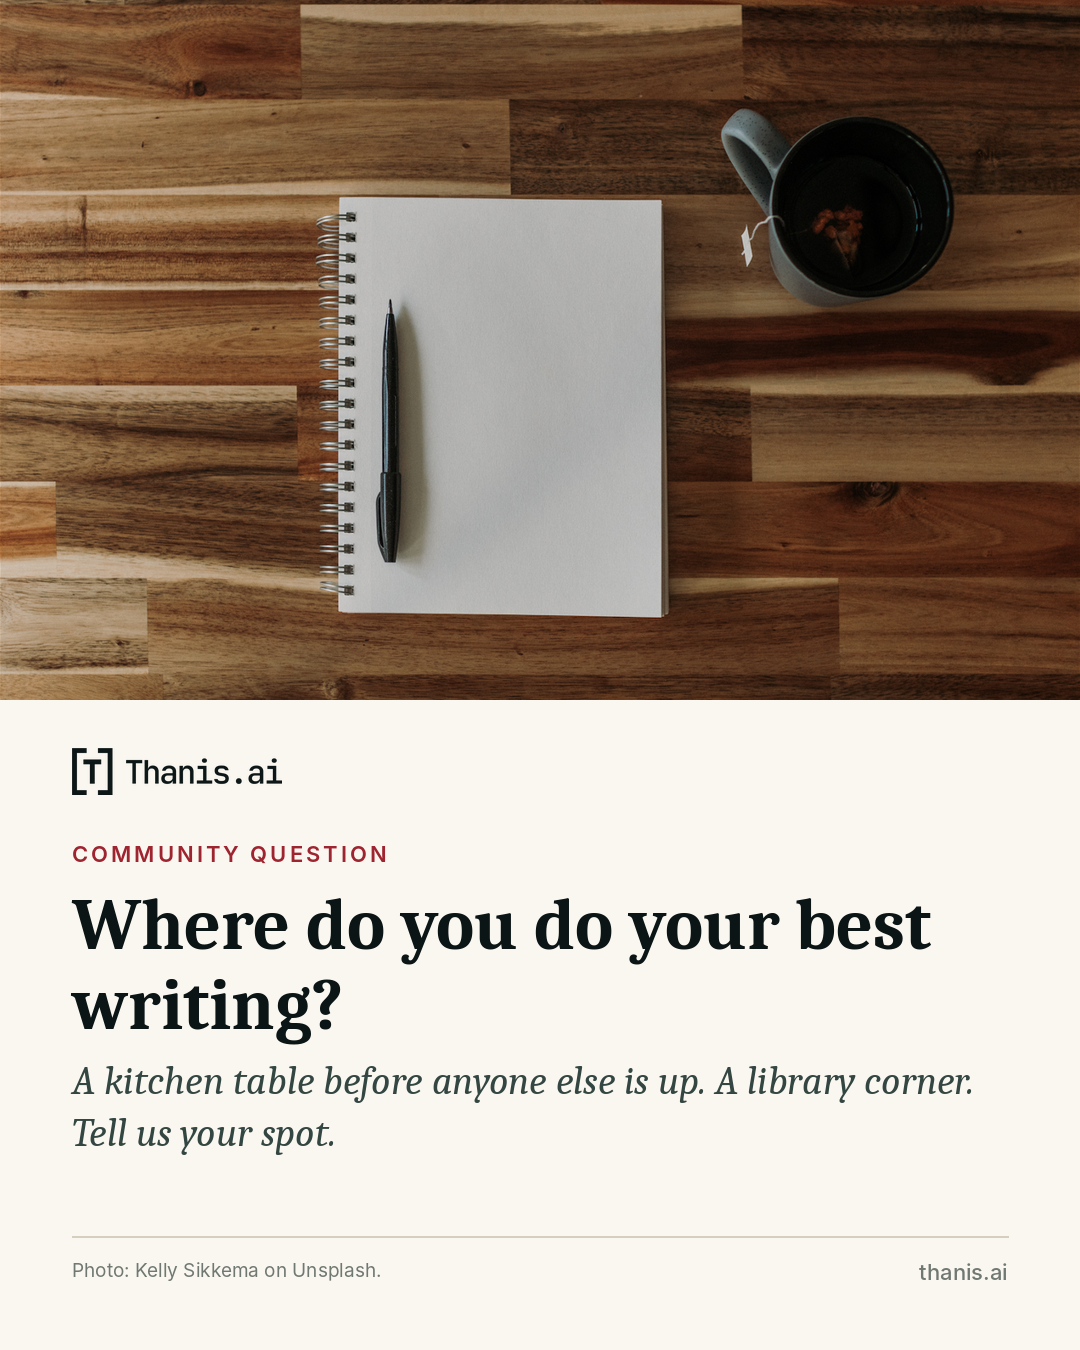 [T] Thanis.ai
COMMUNITY QUESTION
Where do you do your best
writing?
A kitchen table before anyone else is up. A library corner.
Tell us your spot.
Photo: Kelly Sikkema on Unsplash.
thanis.ai